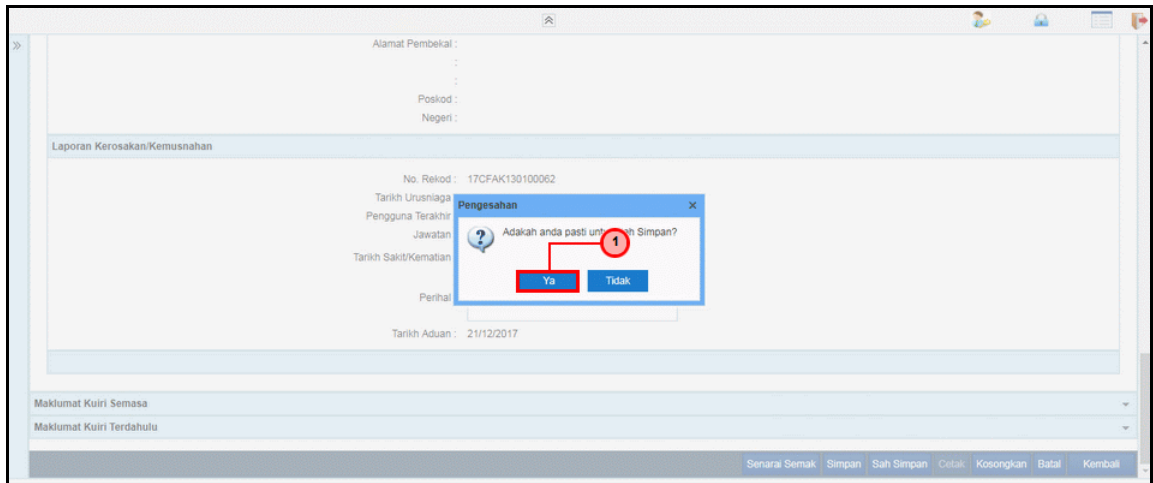 Alamat Pembekal :
:
:
Poskod :
Negeri :
Laporan Kerosakan/Kemusnahan
No. Rekod : 17CFAK130100062
Tarikh Urusniaga
Pengguna Terakhir
Jawatan
Tarikh Sakit/Kematian
Perihal
Tarikh Aduan : 21/12/2017
Pengesahan x
Adakah anda pasti ah Simpan?
1
Ya Tidak
Maklumat Kuiri Semasa
Maklumat Kuiri Terdahulu
Senarai Semak Simpan Sah Simpan Cetak Kosongkan Batal Kembali